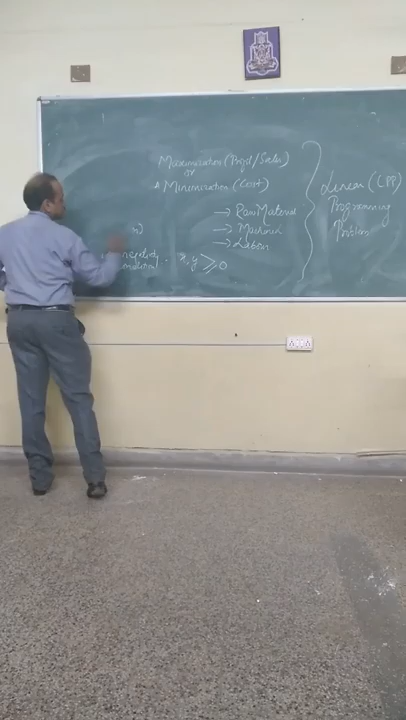 Maximization (Profit/Sales)
or
Minimization (Cost)
→ Raw Material
→ Machine
→ Labour
x, y ≥ 0
Linear (LPP)
Programming
Problem